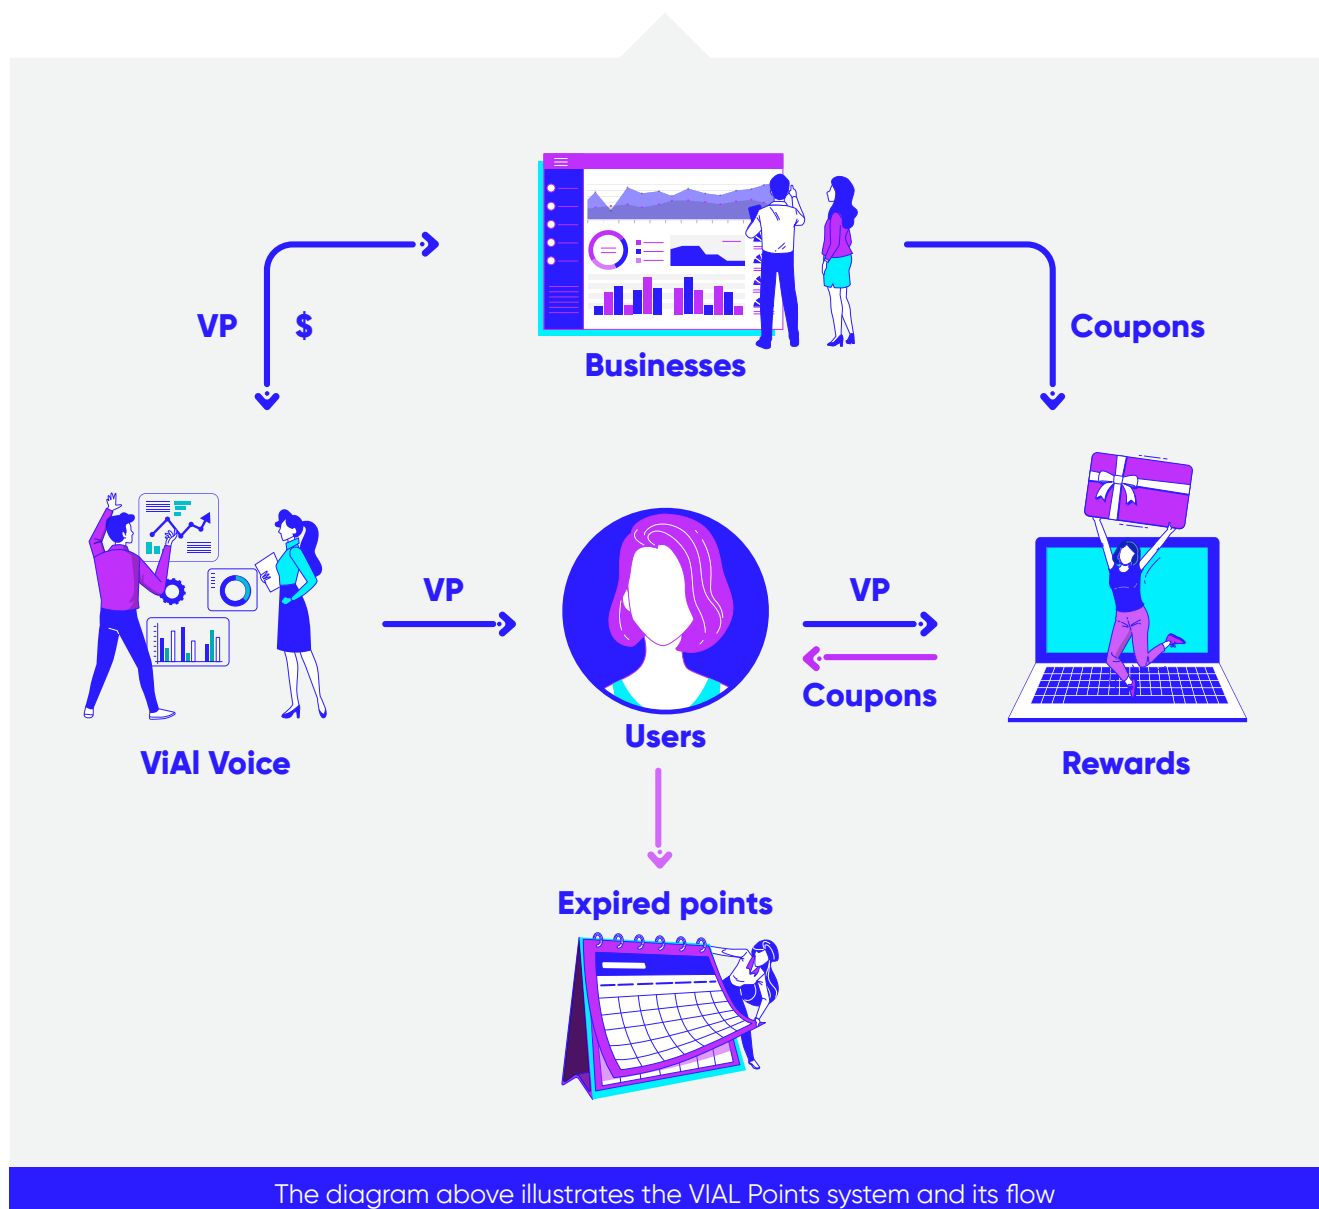 VP
$
Businesses
Coupons
VP
VP
Coupons
Users
ViAl Voice
Rewards
Expired points
The diagram above illustrates the VIAL Points system and its flow